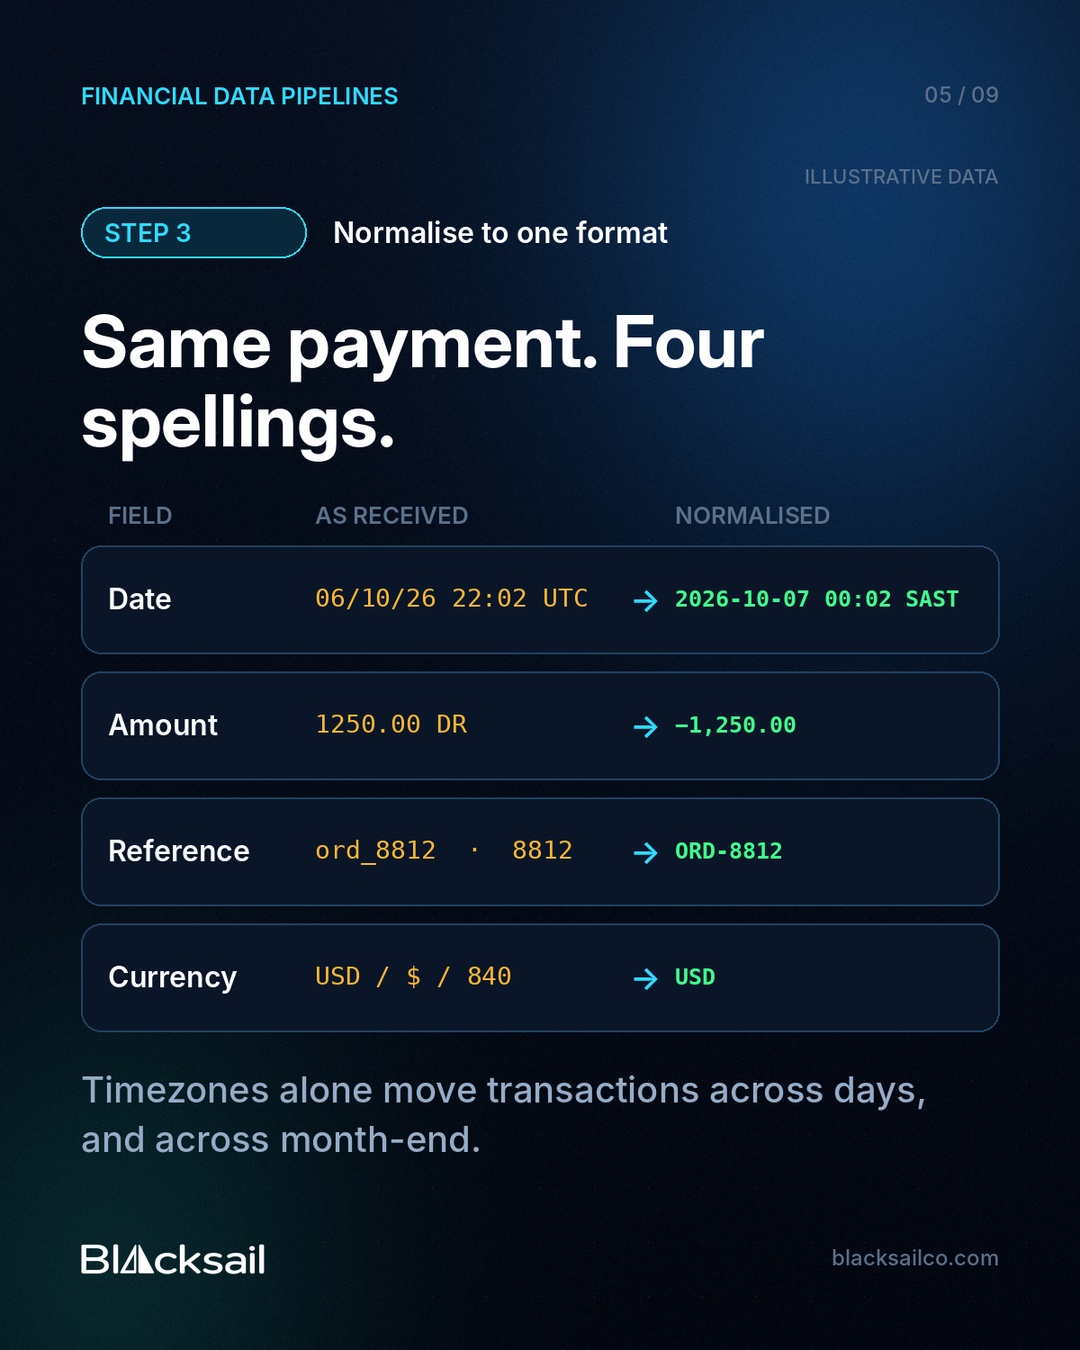 FINANCIAL DATA PIPELINES
05 / 09
ILLUSTRATIVE DATA
STEP 3
Normalise to one format
Same payment. Four
spellings.
FIELD AS RECEIVED NORMALISED
Date 06/10/26 22:02 UTC → 2026-10-07 00:02 SAST
Amount 1250.00 DR → −1,250.00
Reference ord_8812 · 8812 → ORD-8812
Currency USD / $ / 840 → USD
Timezones alone move transactions across days,
and across month-end.
Blacksail
blacksailco.com